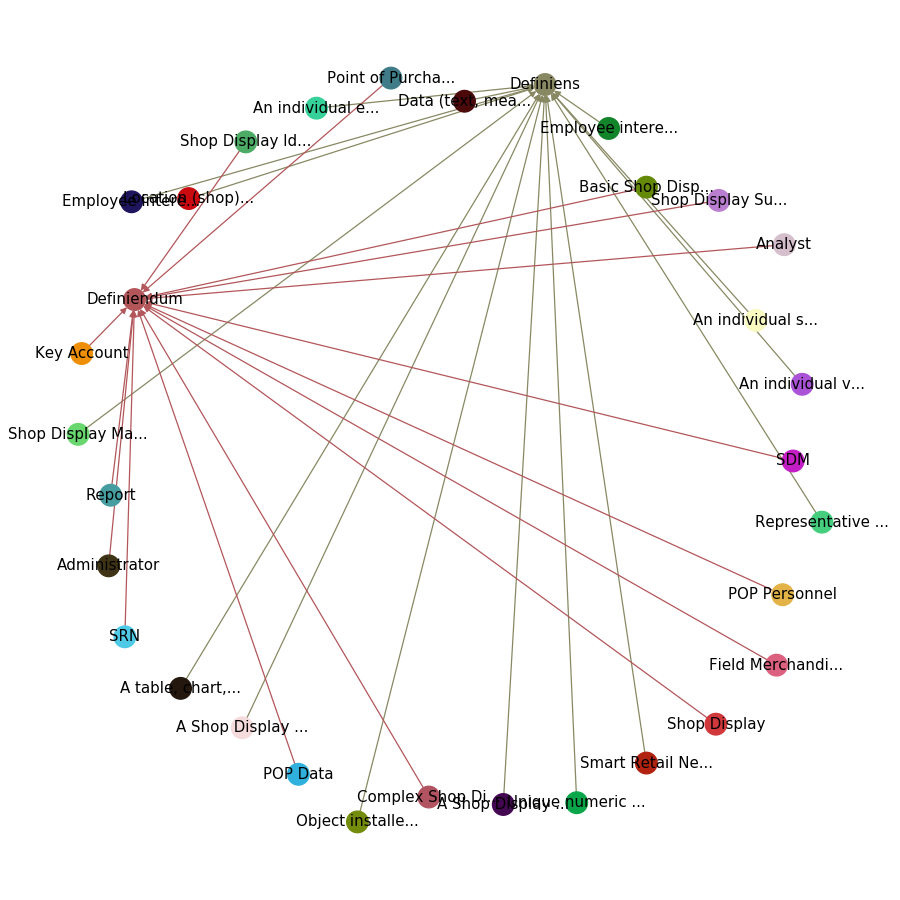 Point of Purcha...
Definiens
An individual e...
Data (text, mea...
Employee intere...
Shop Display Id...
Basic Shop Disp...
Employee intere...
Location (shop)...
Shop Display Su...
Analyst
Definiendum
An individual s...
Key Account
An individual v...
Shop Display Ma...
SDM
Report
Representative ...
Administrator
POP Personnel
SRN
Field Merchandi...
A table, chart,...
A Shop Display ...
Shop Display
Smart Retail Ne...
POP Data
Complex Shop Di...
A Shop Display ...
Unique numeric ...
Object installe...